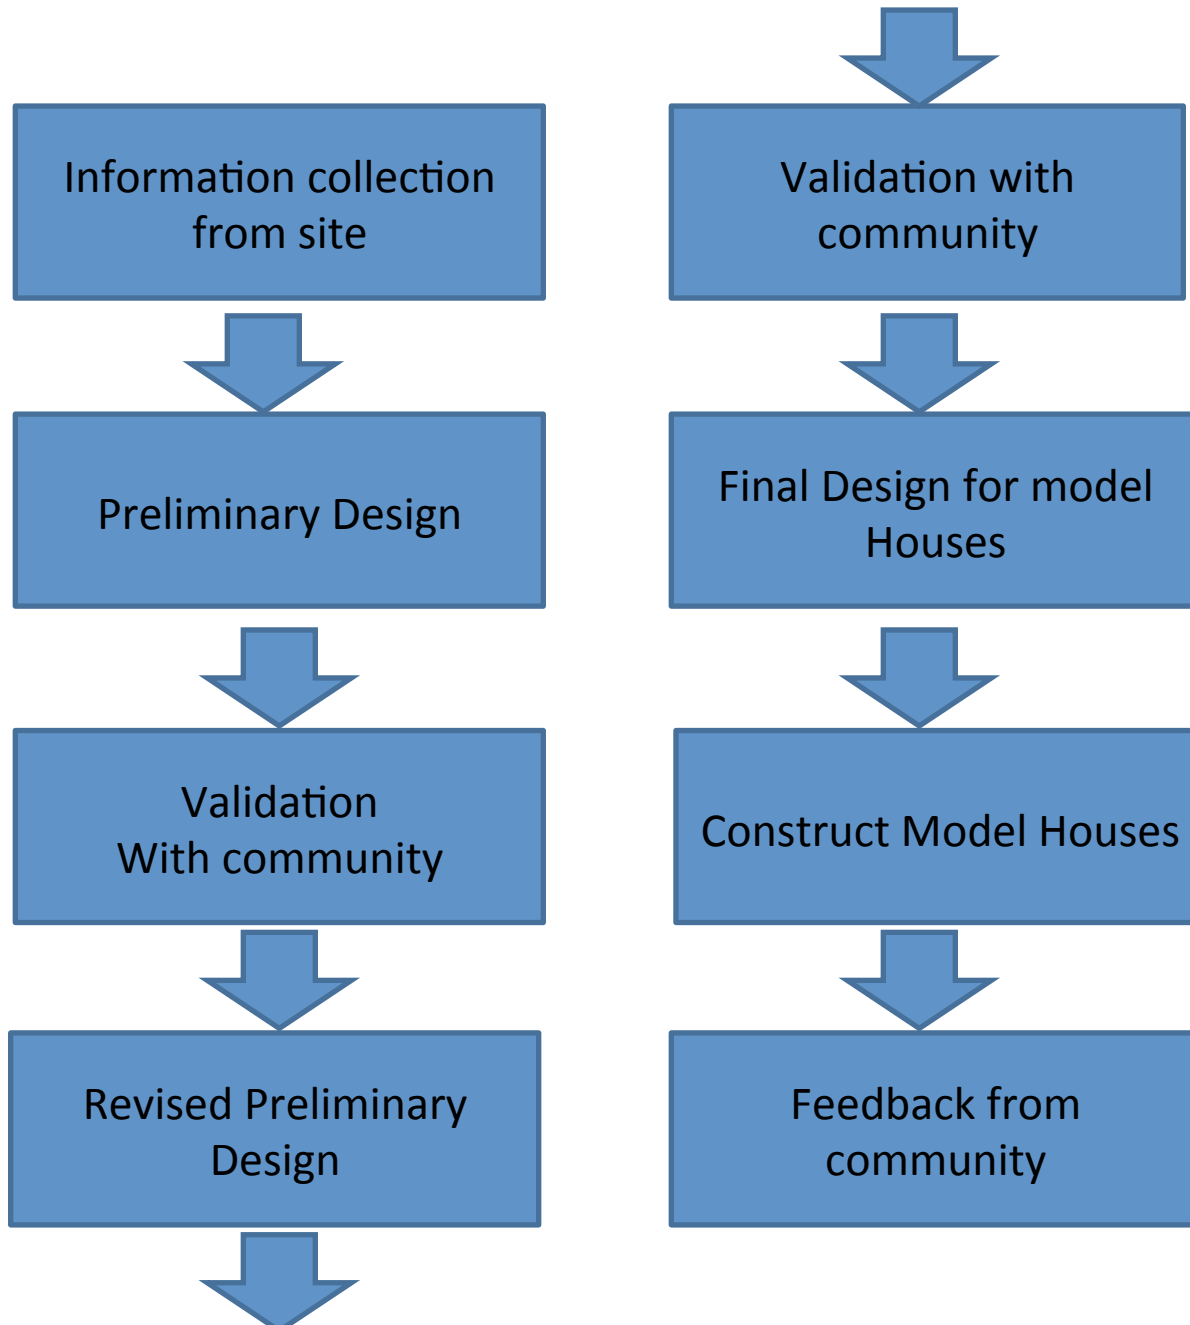 Information collection
from site
Preliminary Design
Validation
With community
Revised Preliminary
Design
Validation with
community
Final Design for model
Houses
Construct Model Houses
Feedback from
community